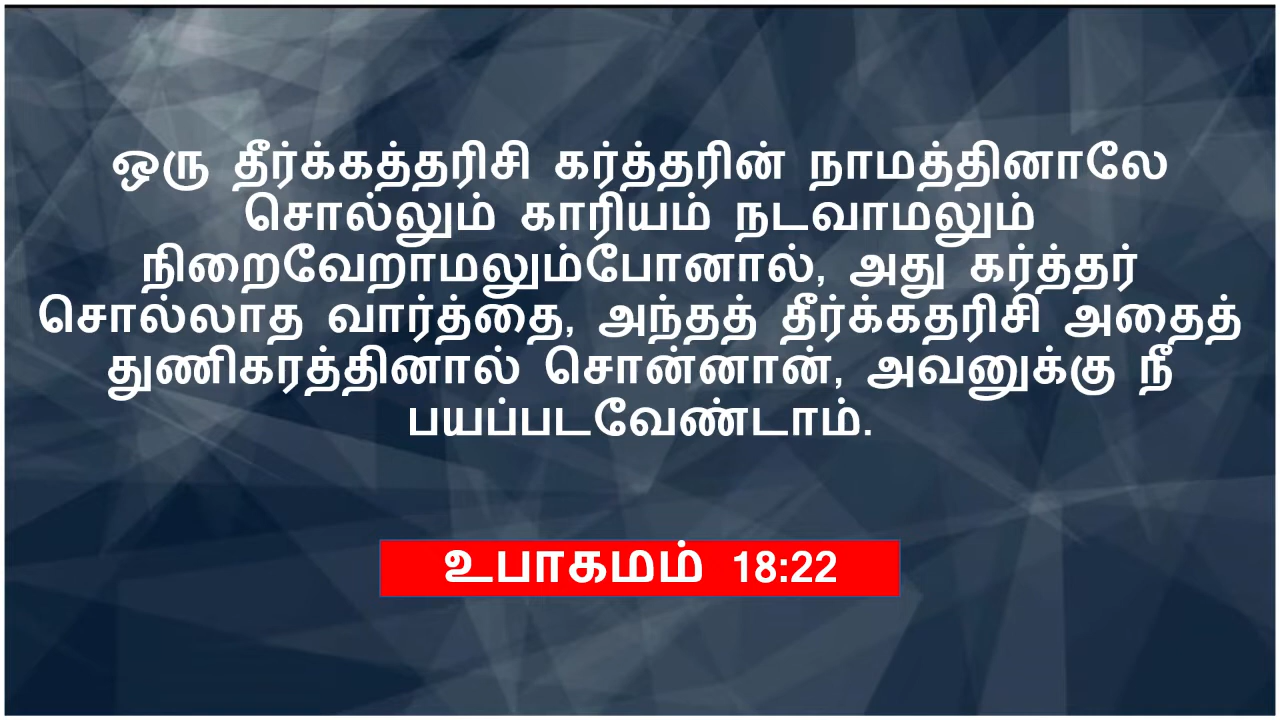 ஒரு தீர்க்கத்தரிசி கர்த்தரின் நாமத்தினாலே
சொல்லும் காரியம் நடவாமலும்
நிறைவேறாமலும்போனால், அது கர்த்தர்
சொல்லாத வார்த்தை, அந்தத் தீர்க்கதரிசி அதைத்
துணிகரத்தினால் சொன்னான், அவனுக்கு நீ
பயப்படவேண்டாம்.
உபாகமம் 18:22